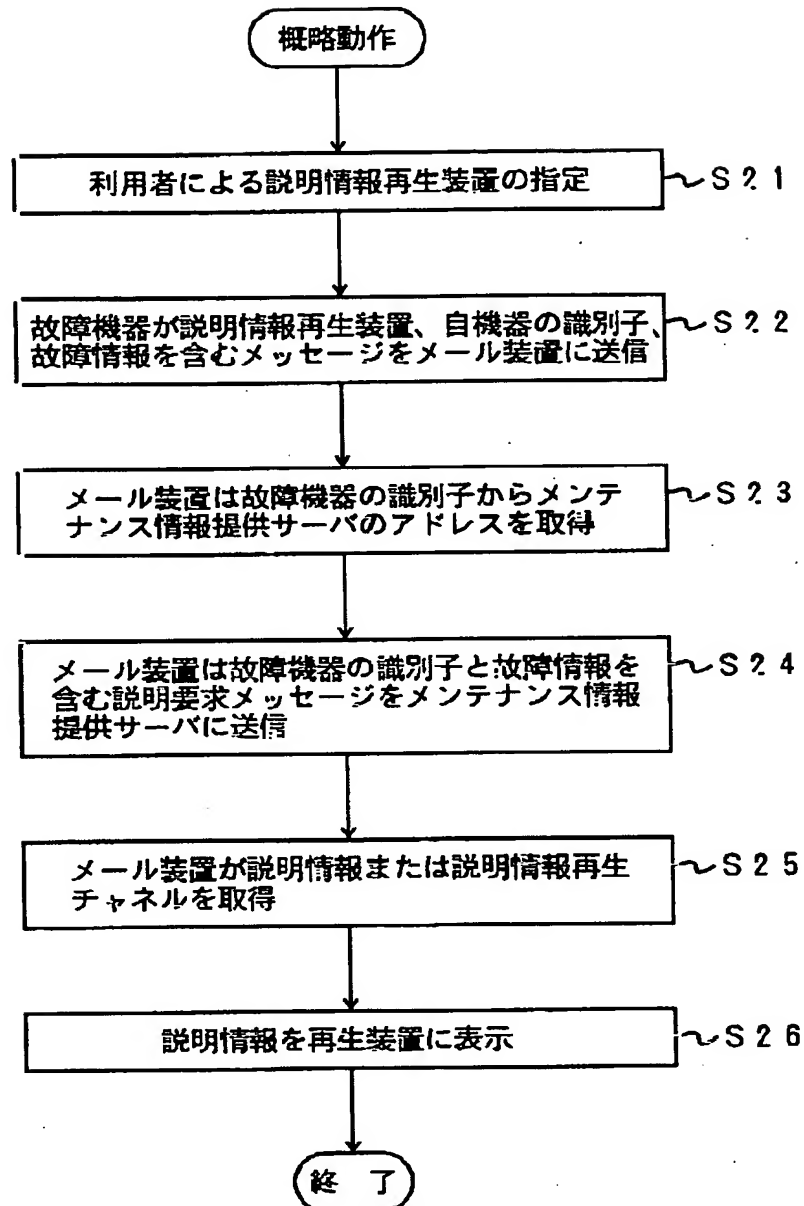 概略動作
利用者による説明情報再生装置の指定
~S21
故障機器が説明情報再生装置、自機器の識別子、
故障情報を含むメッセージをメール装置に送信
~S22
メール装置は故障機器の識別子からメンテ
ナンス情報提供サーバのアドレスを取得
~S23
メール装置は故障機器の識別子と故障情報を
含む説明要求メッセージをメンテナンス情報
提供サーバに送信
~S24
メール装置が説明情報または説明情報再生
チャネルを取得
~S25
説明情報を再生装置に表示
~S26
終 了